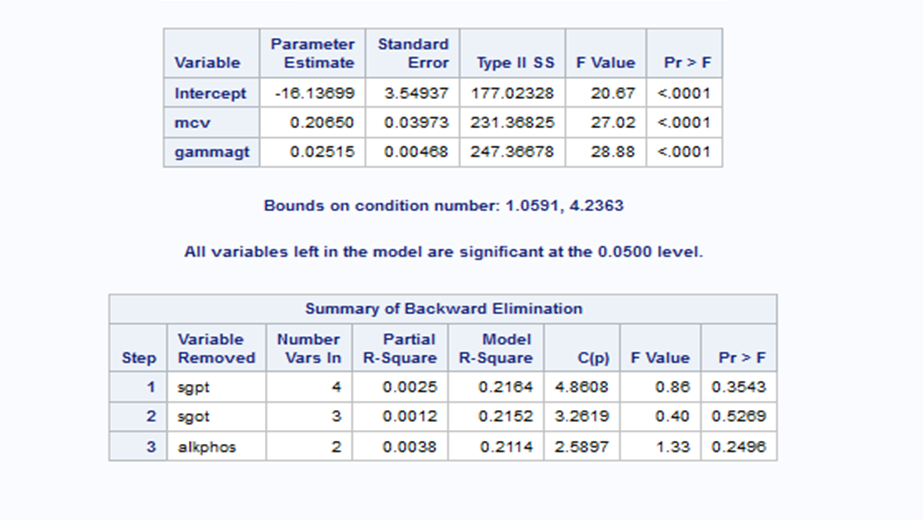 Variable Parameter Estimate Standard Error Type II SS F Value Pr > F
Intercept -16.13699 3.54937 177.02328 20.67 <.0001
mcv 0.20650 0.03973 231.36825 27.02 <.0001
gammagt 0.02515 0.00468 247.36678 28.88 <.0001
Bounds on condition number: 1.0591, 4.2363
All variables left in the model are significant at the 0.0500 level.
Summary of Backward Elimination
Step Variable Removed Number Vars In Partial R-Square Model R-Square C(p) F Value Pr > F
1 sgpt 4 0.0025 0.2164 4.8608 0.86 0.3543
2 sgot 3 0.0012 0.2152 3.2619 0.40 0.5269
3 alkphos 2 0.0038 0.2114 2.5897 1.33 0.2496